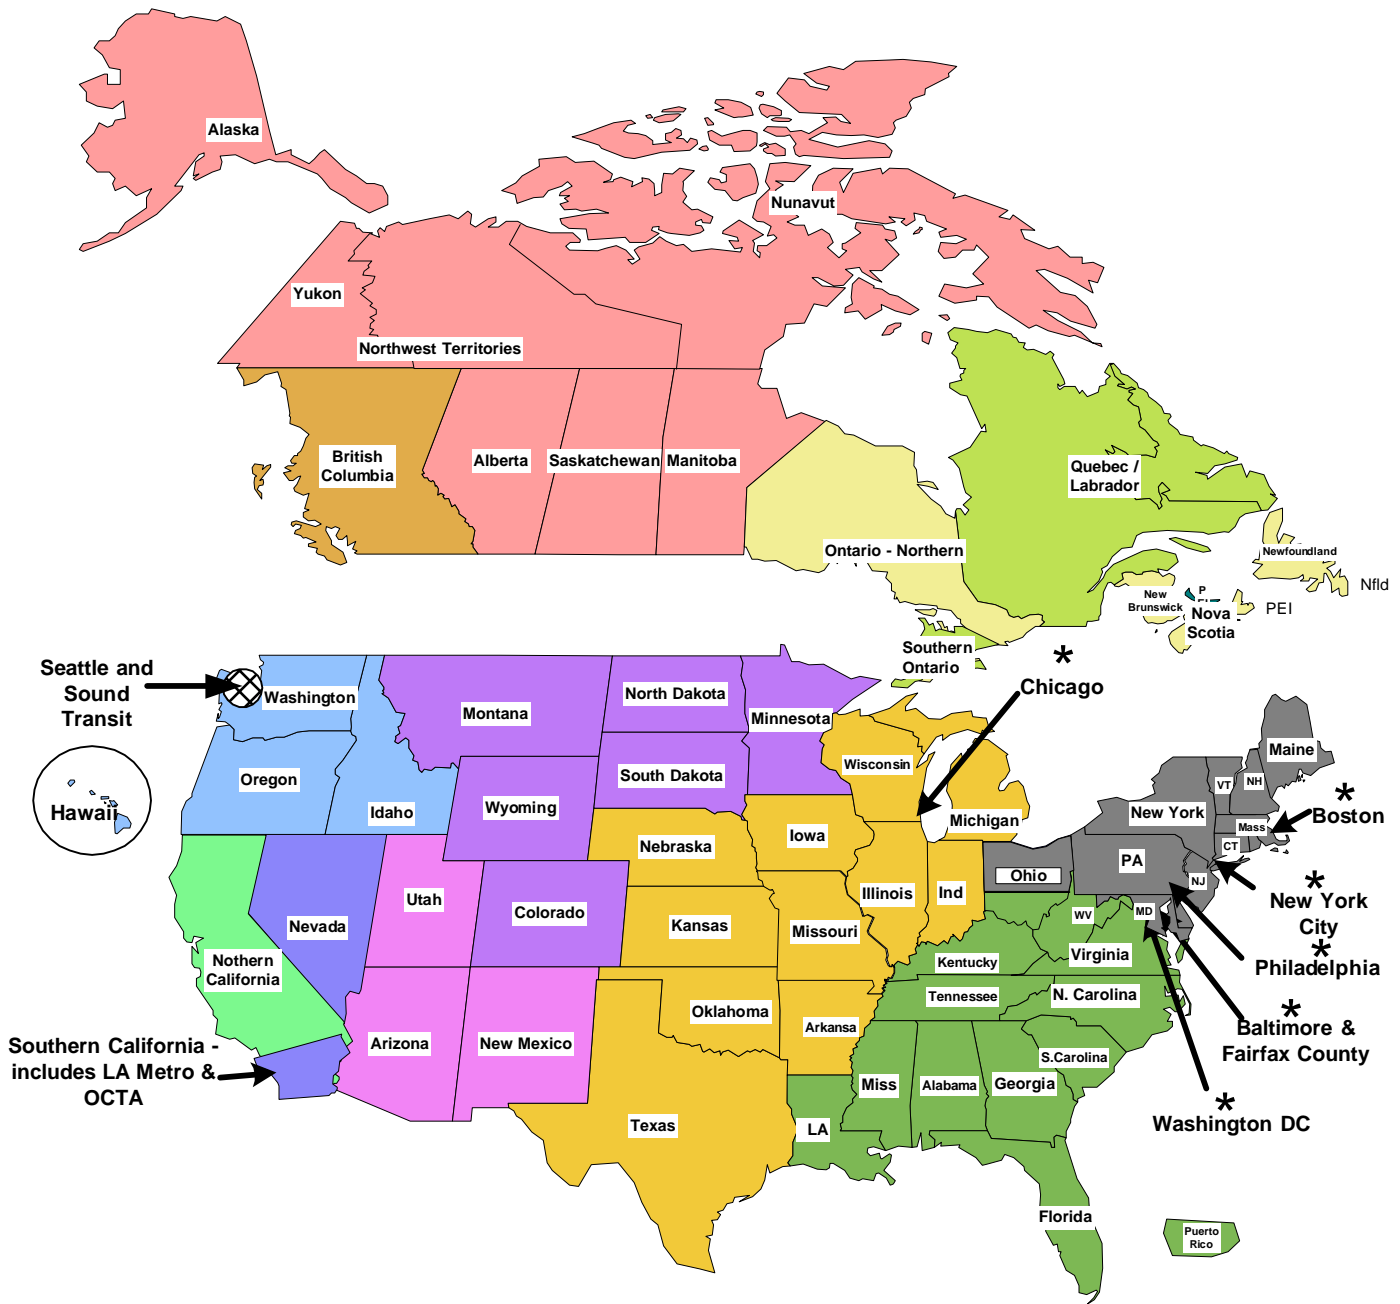 Alaska
Nunavut
Yukon
Northwest Territories
British
Columbia
Alberta
Saskatchewan
Manitoba
Quebec /
Labrador
Ontario - Northern
Newfoundland
Nfld
New
Brunswick
P
PEI
Nova
Scotia
Southern
Ontario
*
Chicago
Seattle and
Sound
Transit
Washington
Montana
North Dakota
Minnesota
Oregon
Idaho
Wyoming
South Dakota
Wisconsin
Michigan
Maine
VT
NH
New York
Mass
*
Boston
Hawaii
Nebraska
Iowa
Illinois
Ind
Ohio
PA
CT
NJ
*
New York
City
Nevada
Utah
Colorado
Kansas
Missouri
WV
MD
Virginia
Kentucky
*
Philadelphia
Nothern
California
Arizona
New Mexico
Oklahoma
Arkansa
Tennessee
N. Carolina
S.Carolina
*
Baltimore &
Fairfax County
Southern California -
includes LA Metro &
OCTA
Texas
LA
Miss
Alabama
Georgia
*
Washington DC
Florida
Puerto
Rico